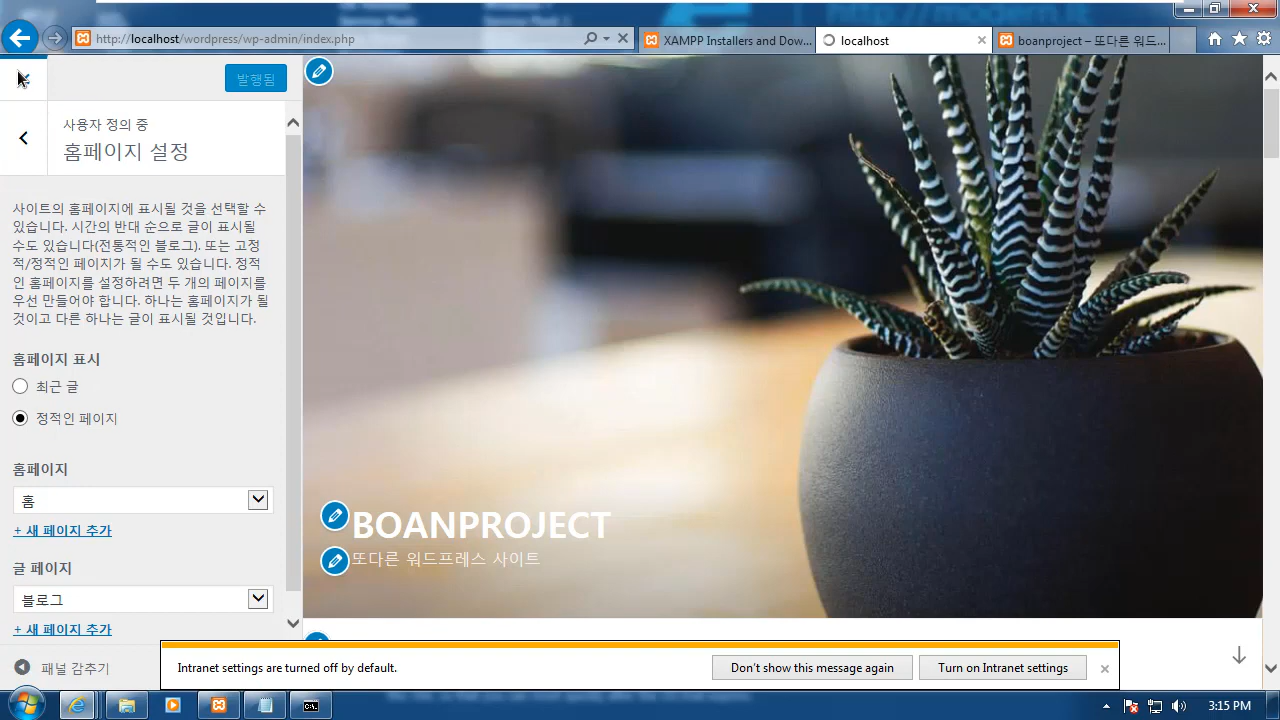 http://localhost/wordpress/wp-admin/index.php
XAMPP Installers and Dow...
localhost
boanproject – 또다른 워드...
발행됨
사용자 정의 중
홈페이지 설정
사이트의 홈페이지에 표시될 것을 선택할 수
있습니다. 시간의 반대 순으로 글이 표시될
수도 있습니다(전통적인 블로그). 또는 고정
적/정적인 페이지가 될 수도 있습니다. 정적
인 홈페이지를 설정하려면 두 개의 페이지를
우선 만들어야 합니다. 하나는 홈페이지가 될
것이고 다른 하나는 글이 표시될 것입니다.
홈페이지 표시
최근 글
정적인 페이지
홈페이지
홈
+ 새 페이지 추가
글 페이지
블로그
+ 새 페이지 추가
패널 감추기
BOANPROJECT
또다른 워드프레스 사이트
Intranet settings are turned off by default.
Don't show this message again
Turn on Intranet settings
3:15 PM